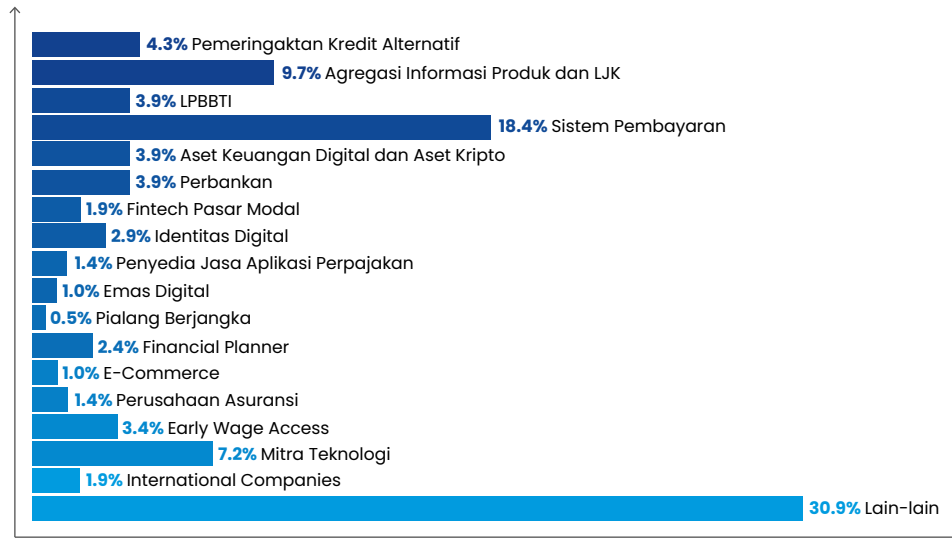 4.3% Pemeringaktan Kredit Alternatif
9.7% Agregasi Informasi Produk dan LJK
3.9% LPBBTI
18.4% Sistem Pembayaran
3.9% Aset Keuangan Digital dan Aset Kripto
3.9% Perbankan
1.9% Fintech Pasar Modal
2.9% Identitas Digital
1.4% Penyedia Jasa Aplikasi Perpajakan
1.0% Emas Digital
0.5% Pialang Berjangka
2.4% Financial Planner
1.0% E-Commerce
1.4% Perusahaan Asuransi
3.4% Early Wage Access
7.2% Mitra Teknologi
1.9% International Companies
30.9% Lain-lain